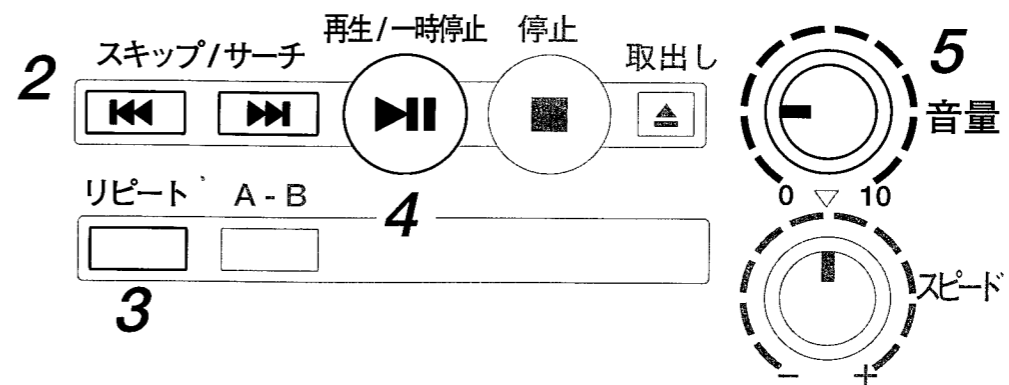 再生/一時停止 停止
スキップ/サーチ 取出し
2
5
音量
リピート A - B
4
0 ▽ 10
3
スピード
- +